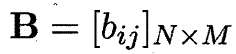 𝐁 = [b_{ij}]_{N×M}